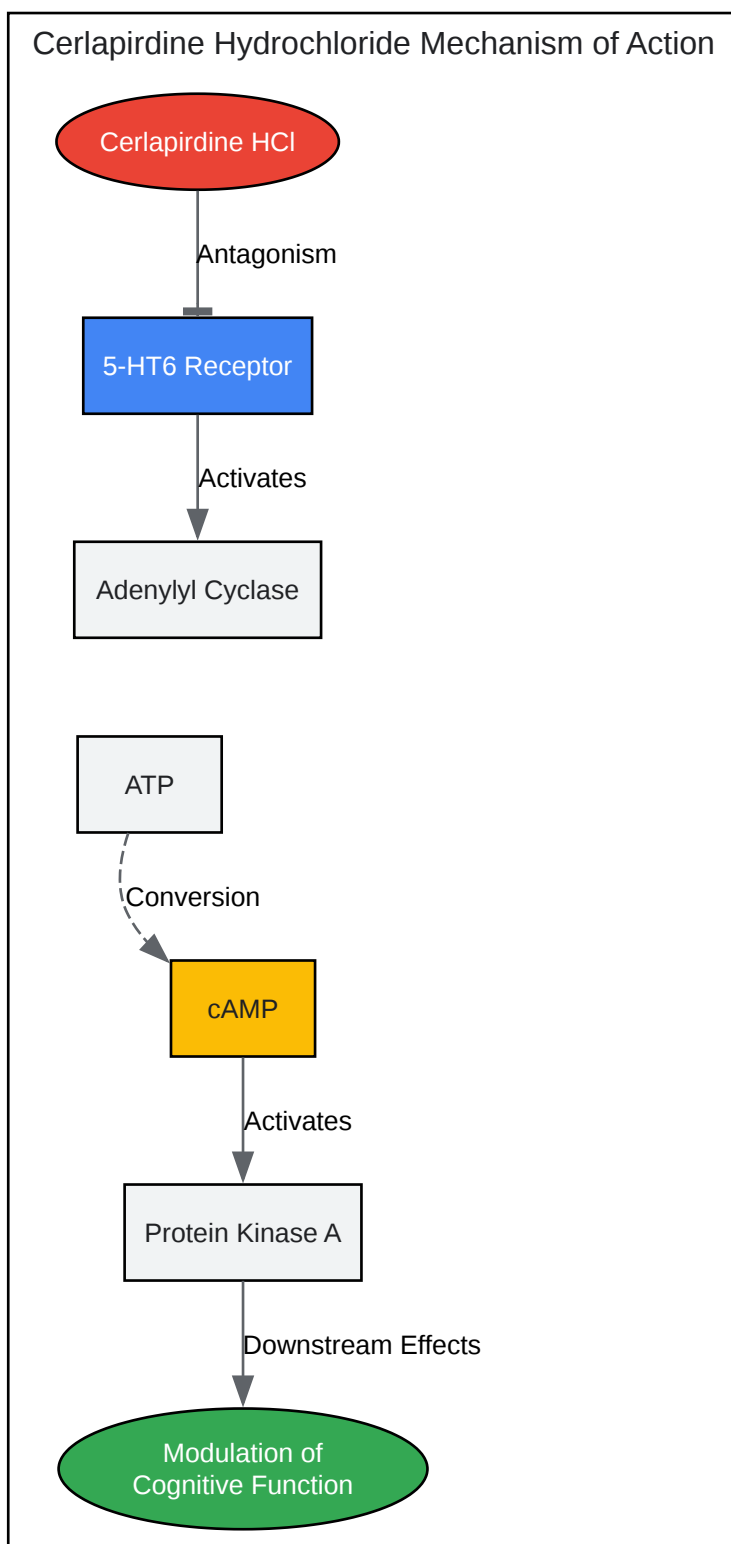 Cerlapirdine Hydrochloride Mechanism of Action
Cerlapirdine HCl
Antagonism
5-HT6 Receptor
Activates
Adenylyl Cyclase
ATP
Conversion
cAMP
Activates
Protein Kinase A
Downstream Effects
Modulation of
Cognitive Function